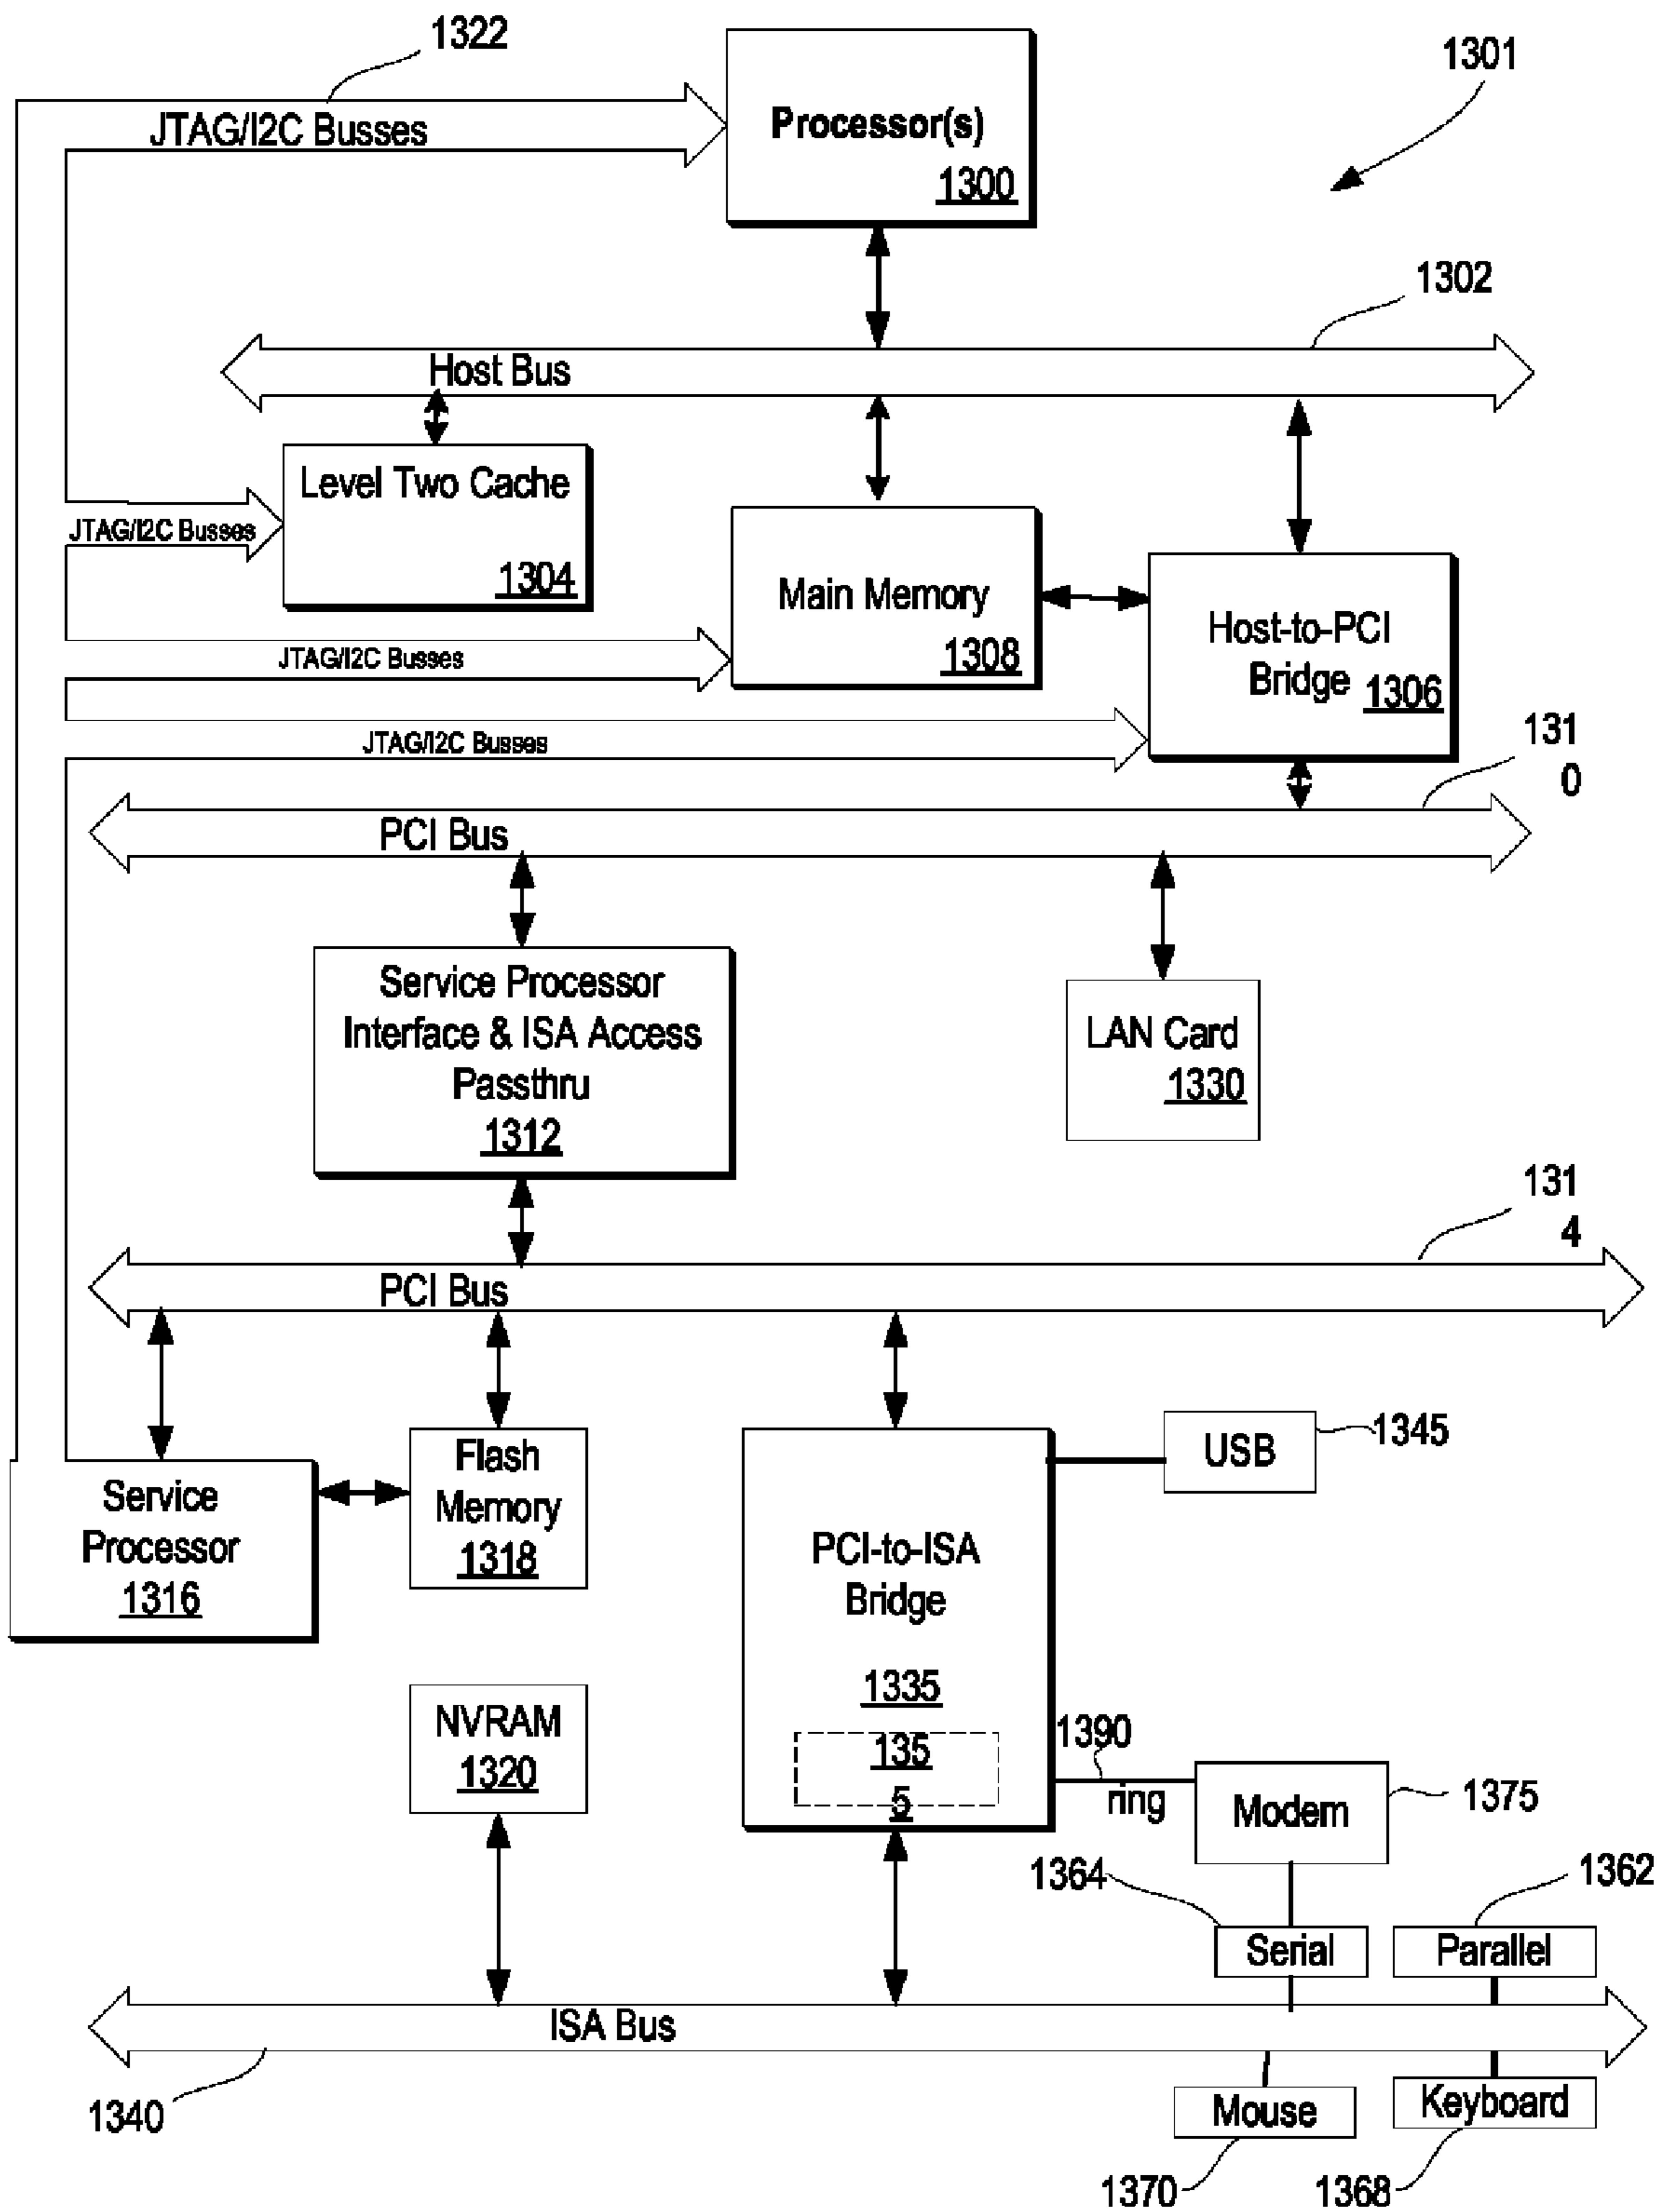 1322
1301
JTAG/I2C Busses
Processor(s)
1300
1302
Host Bus
Level Two Cache
1304
JTAG/I2C Busses
Main Memory
1308
Host-to-PCI
Bridge 1306
JTAG/I2C Busses
JTAG/I2C Busses
131
0
PCI Bus
Service Processor
Interface & ISA Access
Passthru
1312
LAN Card
1330
131
4
PCI Bus
Service
Processor
1316
Flash
Memory
1318
USB
1345
PCI-to-ISA
Bridge
1335
135
5
NVRAM
1320
1390
ring
Modem
1375
1364
1362
Serial
Parallel
ISA Bus
1340
Mouse
Keyboard
1370
1368